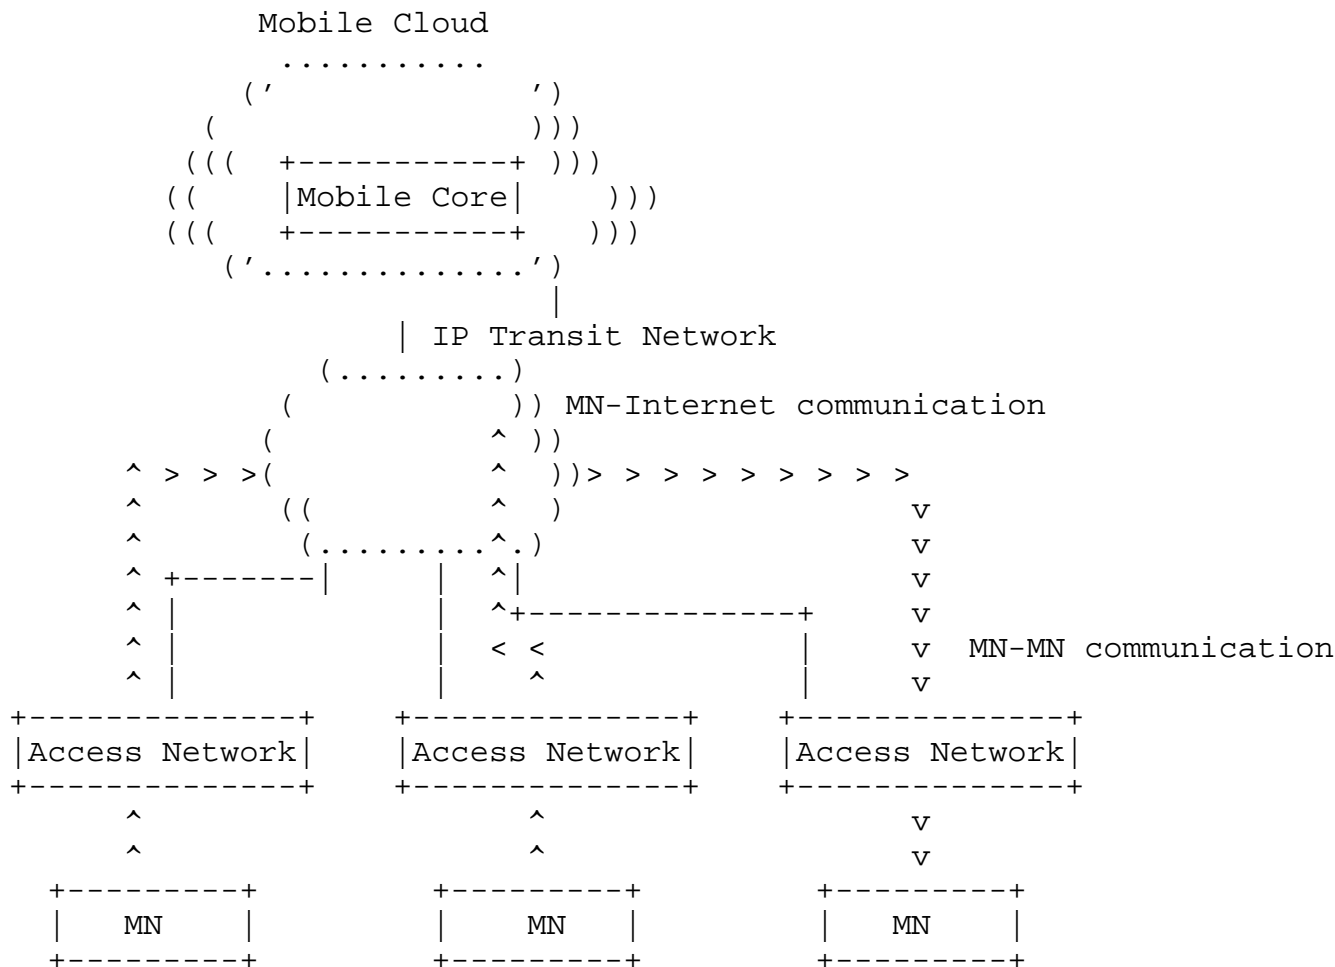 Mobile Cloud
Mobile Core
IP Transit Network
MN-Internet communication
MN-MN communication
Access Network Access Network Access Network
MN MN MN